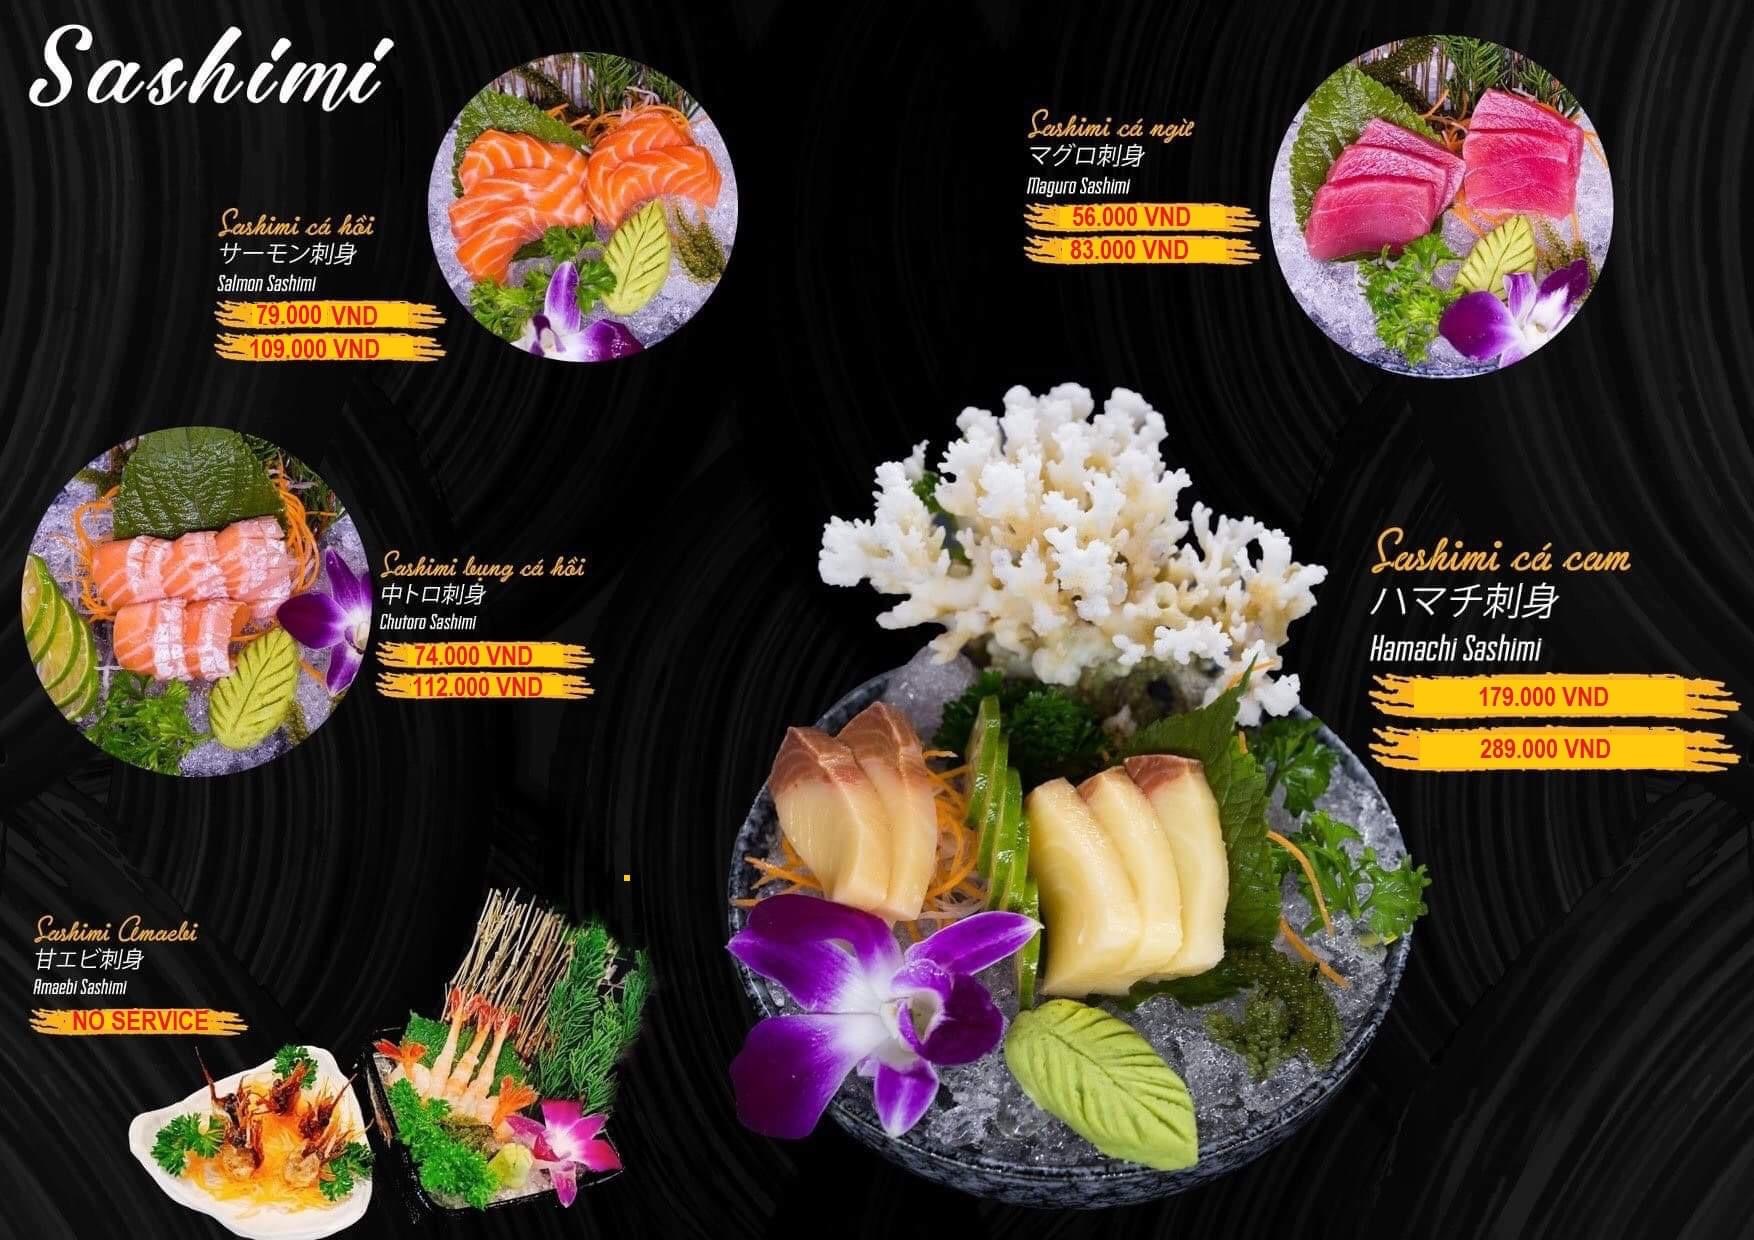 Sashimi
Sashimi cá hồi
サーモン刺身
Salmon Sashimi
79.000 VND
109.000 VND
Sashimi cá ngừ
マグロ刺身
Maguro Sashimi
56.000 VND
83.000 VND
Sashimi bụng cá hồi
中トロ刺身
Chutoro Sashimi
74.000 VND
112.000 VND
Sashimi cá cam
ハマチ刺身
Hamachi Sashimi
179.000 VND
289.000 VND
Sashimi Amaebi
甘エビ刺身
Amaebi Sashimi
NO SERVICE